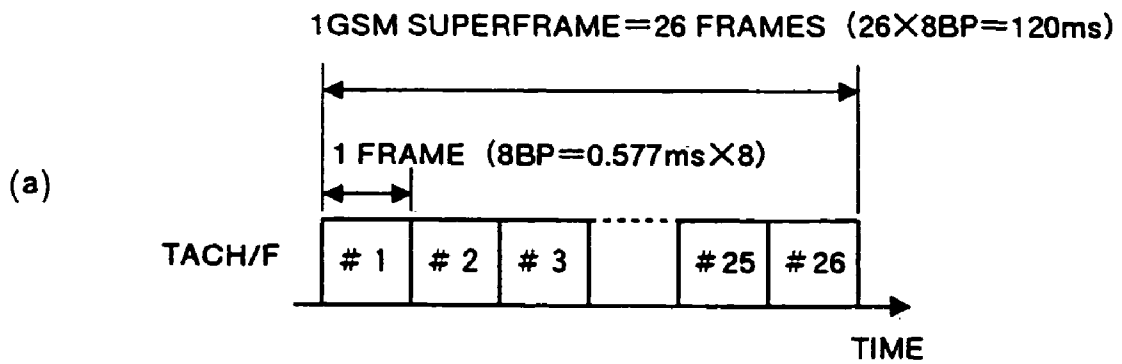 1GSM SUPERFRAME=26 FRAMES (26×8BP=120ms)
1 FRAME (8BP=0.577ms×8)
(a)
TACH/F # 1 # 2 # 3 #25 #26
TIME